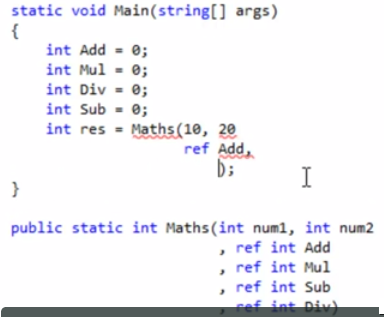 static void Main(string[] args)
{
int Add = 0;
int Mul = 0;
int Div = 0;
int Sub = 0;
int res = Maths(10, 20
ref Add,
);
}
public static int Maths(int num1, int num2
, ref int Add
, ref int Mul
, ref int Sub
, ref int Div)